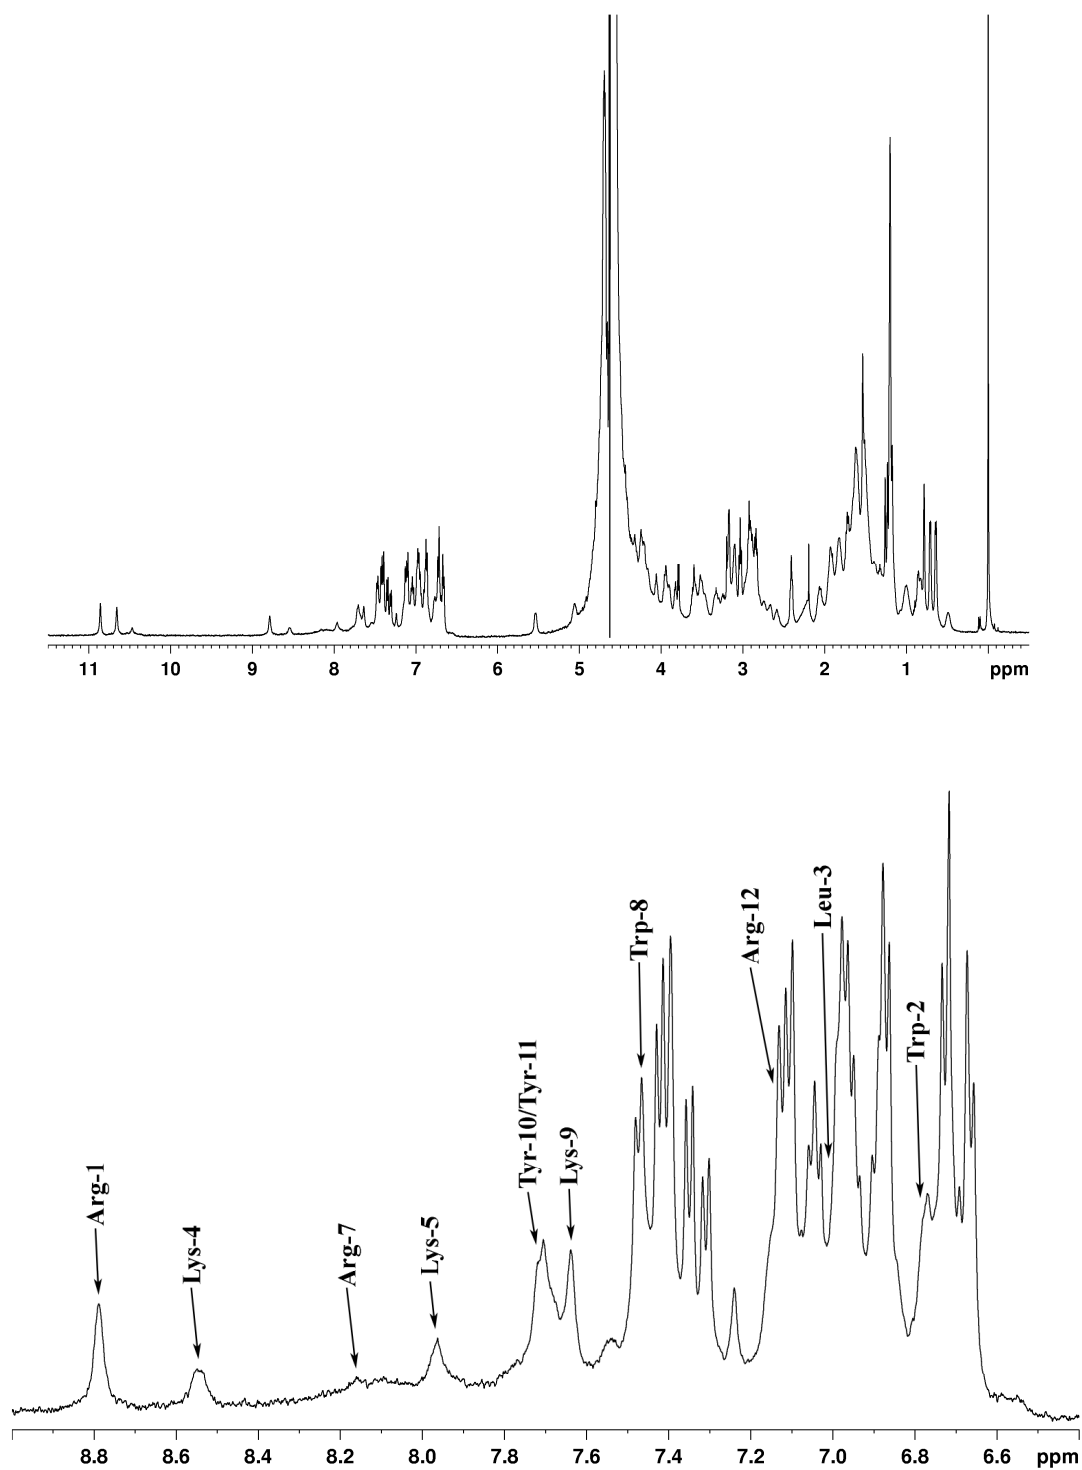 11 10 9 8 7 6 5 4 3 2 1 ppm
Arg-1
Lys-4
Arg-7
Lys-5
Tyr-10/Tyr-11
Lys-9
Trp-8
Arg-12
Leu-3
Trp-2
8.8 8.6 8.4 8.2 8.0 7.8 7.6 7.4 7.2 7.0 6.8 6.6 ppm